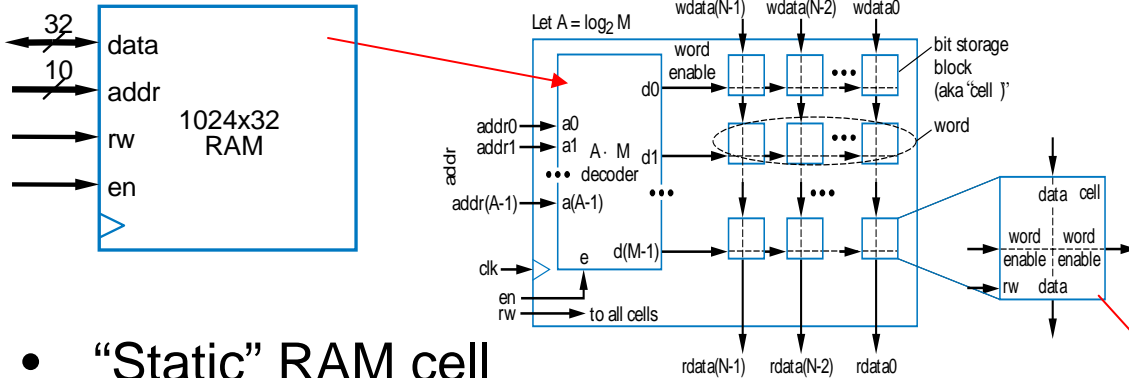 32
data
10
addr
rw
en
1024x32
RAM
Let A = log2 M
wdata(N-1) wdata(N-2) wdata0
word
enable
bit storage
block
(aka “cell )”
d0
word
addr
addr0 a0
addr1 a1
A · M
decoder
d1
addr(A-1) a(A-1)
d(M-1)
e
clk
en
rw
to all cells
data cell
word word
enable enable
rw data
rdata(N-1) rdata(N-2) rdata0
• “Static” RAM cell